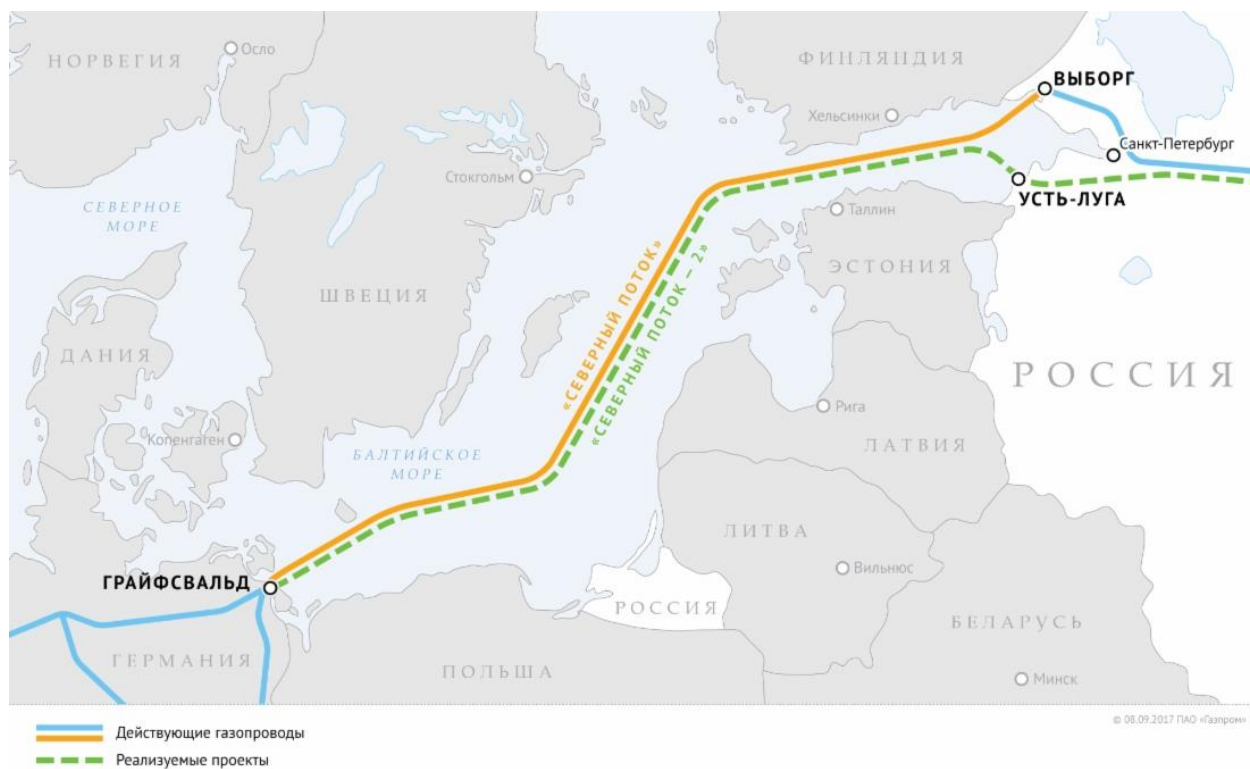 НОРВЕГИЯ
Осло
ФИНЛЯНДИЯ
ВЫБОРГ
Хельсинки
Санкт-Петербург
Стокгольм
УСТЬ-ЛУГА
СЕВЕРНОЕ
МОРЕ
Таллин
ЭСТОНИЯ
ШВЕЦИЯ
«СЕВЕРНЫЙ ПОТОК»
«СЕВЕРНЫЙ ПОТОК – 2»
ДАНИЯ
РОССИЯ
Рига
ЛАТВИЯ
Копенгаген
БАЛТИЙСКОЕ
МОРЕ
ЛИТВА
Вильнюс
ГРАЙФСВАЛЬД
РОССИЯ
БЕЛАРУСЬ
ГЕРМАНИЯ
ПОЛЬША
Минск
© 08.09.2017 ПАО «Газпром»
Действующие газопроводы
Реализуемые проекты